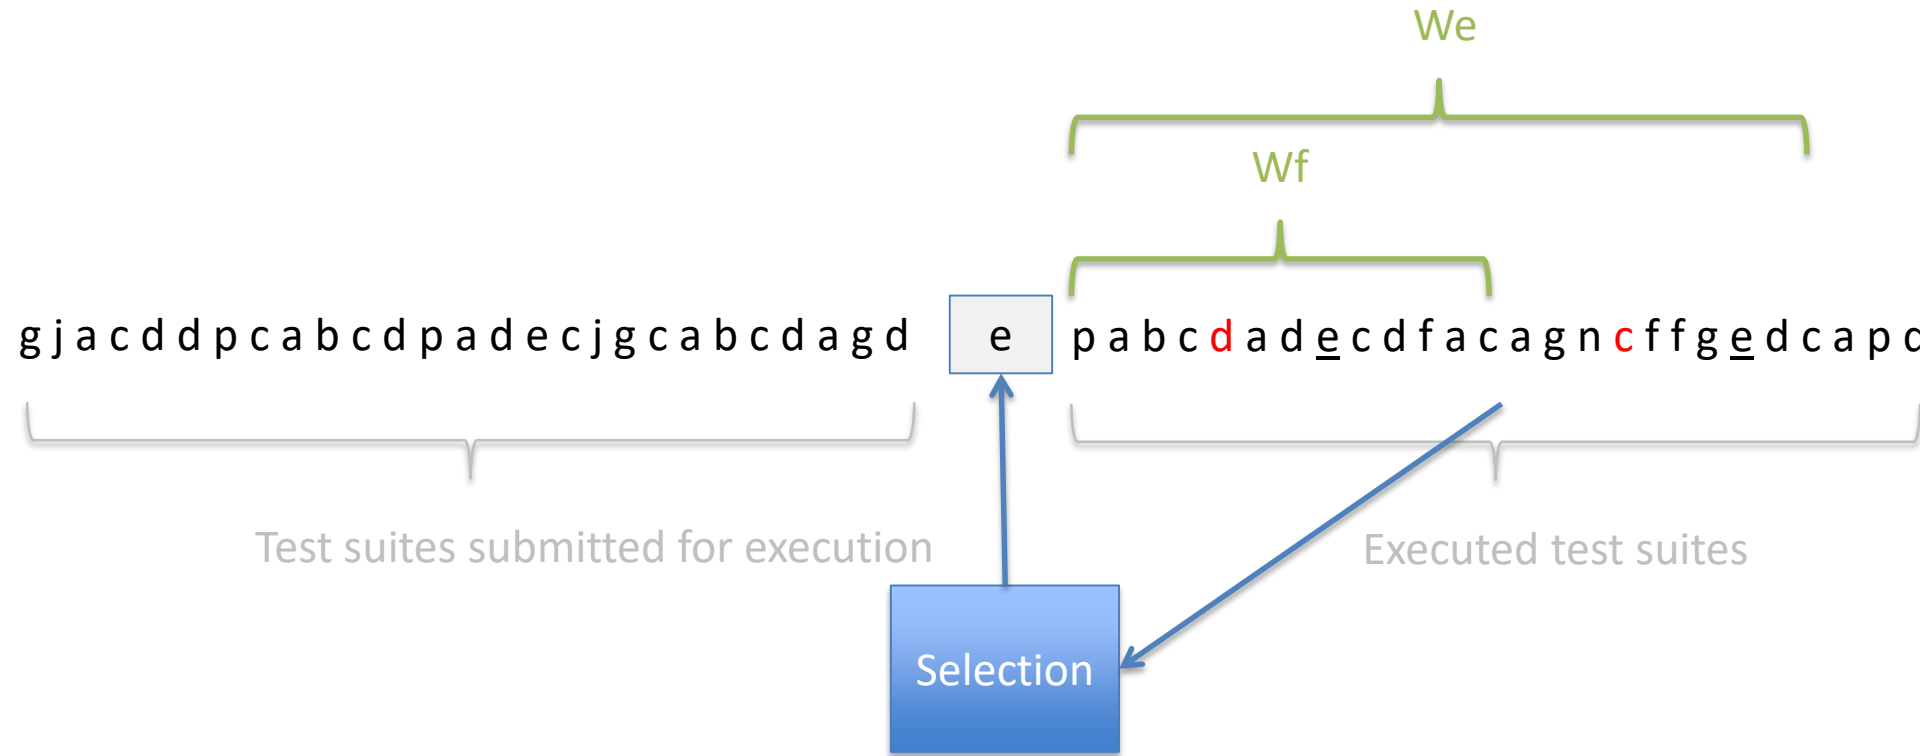 We
Wf
g j a c d d p c a b c d p a d e c j g c a b c d a g d e p a b c d a d e c d f a c a g n c f f g e d c a p
Test suites submitted for execution
Executed test suites
Selection